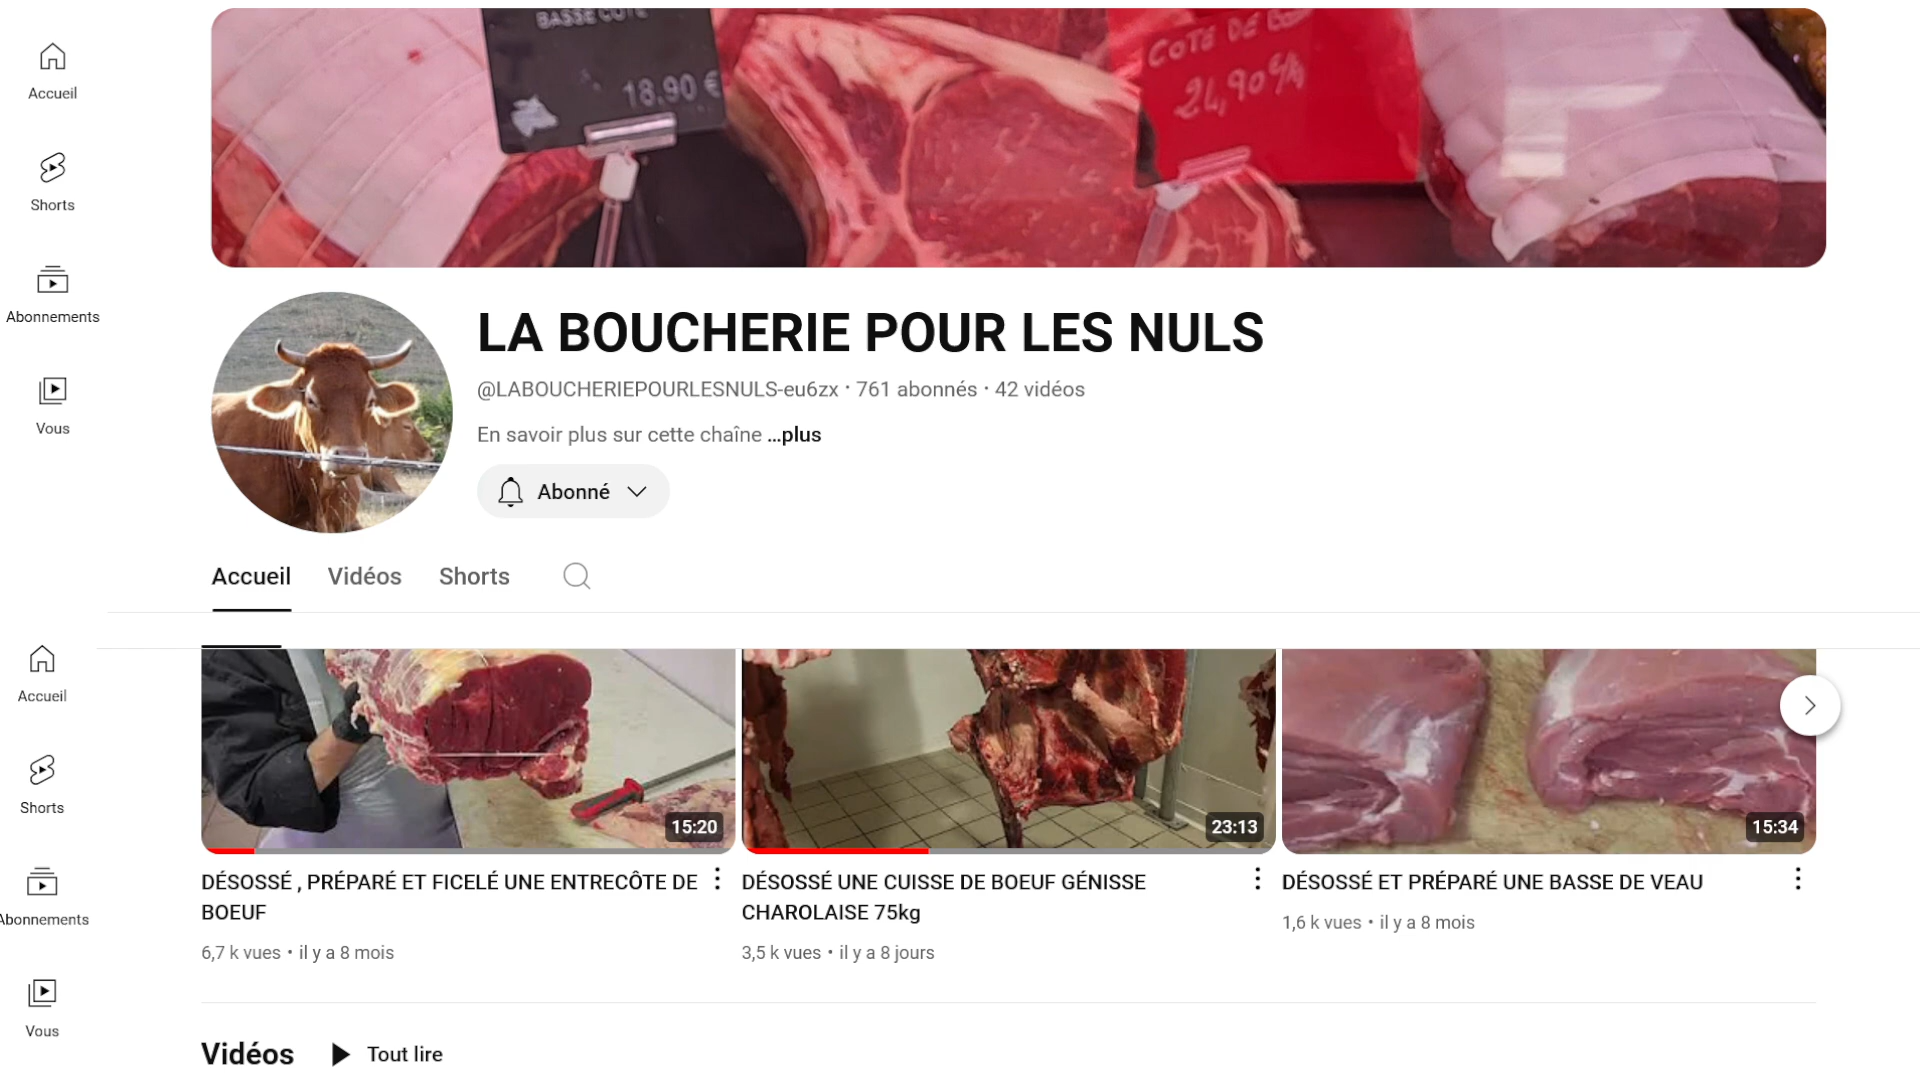 BASSE COTE
18.90 €
COTE DE
24,90 €/k
Accueil
Shorts
Abonnements
Vous
LA BOUCHERIE POUR LES NULS
@LABOUCHERIEPOURLESNULS-eu6zx • 761 abonnés • 42 vidéos
En savoir plus sur cette chaîne ...plus
Abonné
Accueil Vidéos Shorts
Accueil
Shorts
Abonnements
Vous
15:20
23:13
15:34
DÉSOSSÉ , PRÉPARÉ ET FICELÉ UNE ENTRECÔTE DE
BOEUF
6,7 k vues • il y a 8 mois
DÉSOSSÉ UNE CUISSE DE BOEUF GÉNISSE
CHAROLAISE 75kg
3,5 k vues • il y a 8 jours
DÉSOSSÉ ET PRÉPARÉ UNE BASSE DE VEAU
1,6 k vues • il y a 8 mois
Vidéos Tout lire